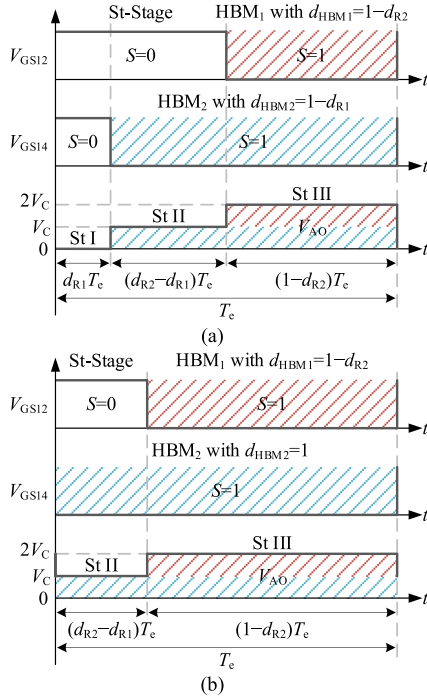 St-Stage HBM1 with dHBM1=1−dR2
VGS12 S=0 S=1 t
HBM2 with dHBM2=1−dR1
VGS14 S=0 S=1 t
2VC St III
VC St II
St I VAO
0 t
dR1Te (dR2−dR1)Te (1−dR2)Te
Te
(a)
St-Stage HBM1 with dHBM1=1−dR2
VGS12 S=0 S=1 t
HBM2 with dHBM2=1
VGS14 S=1 t
2VC St III
St II
VC VAO
0 t
(dR2−dR1)Te (1−dR2)Te
Te
(b)